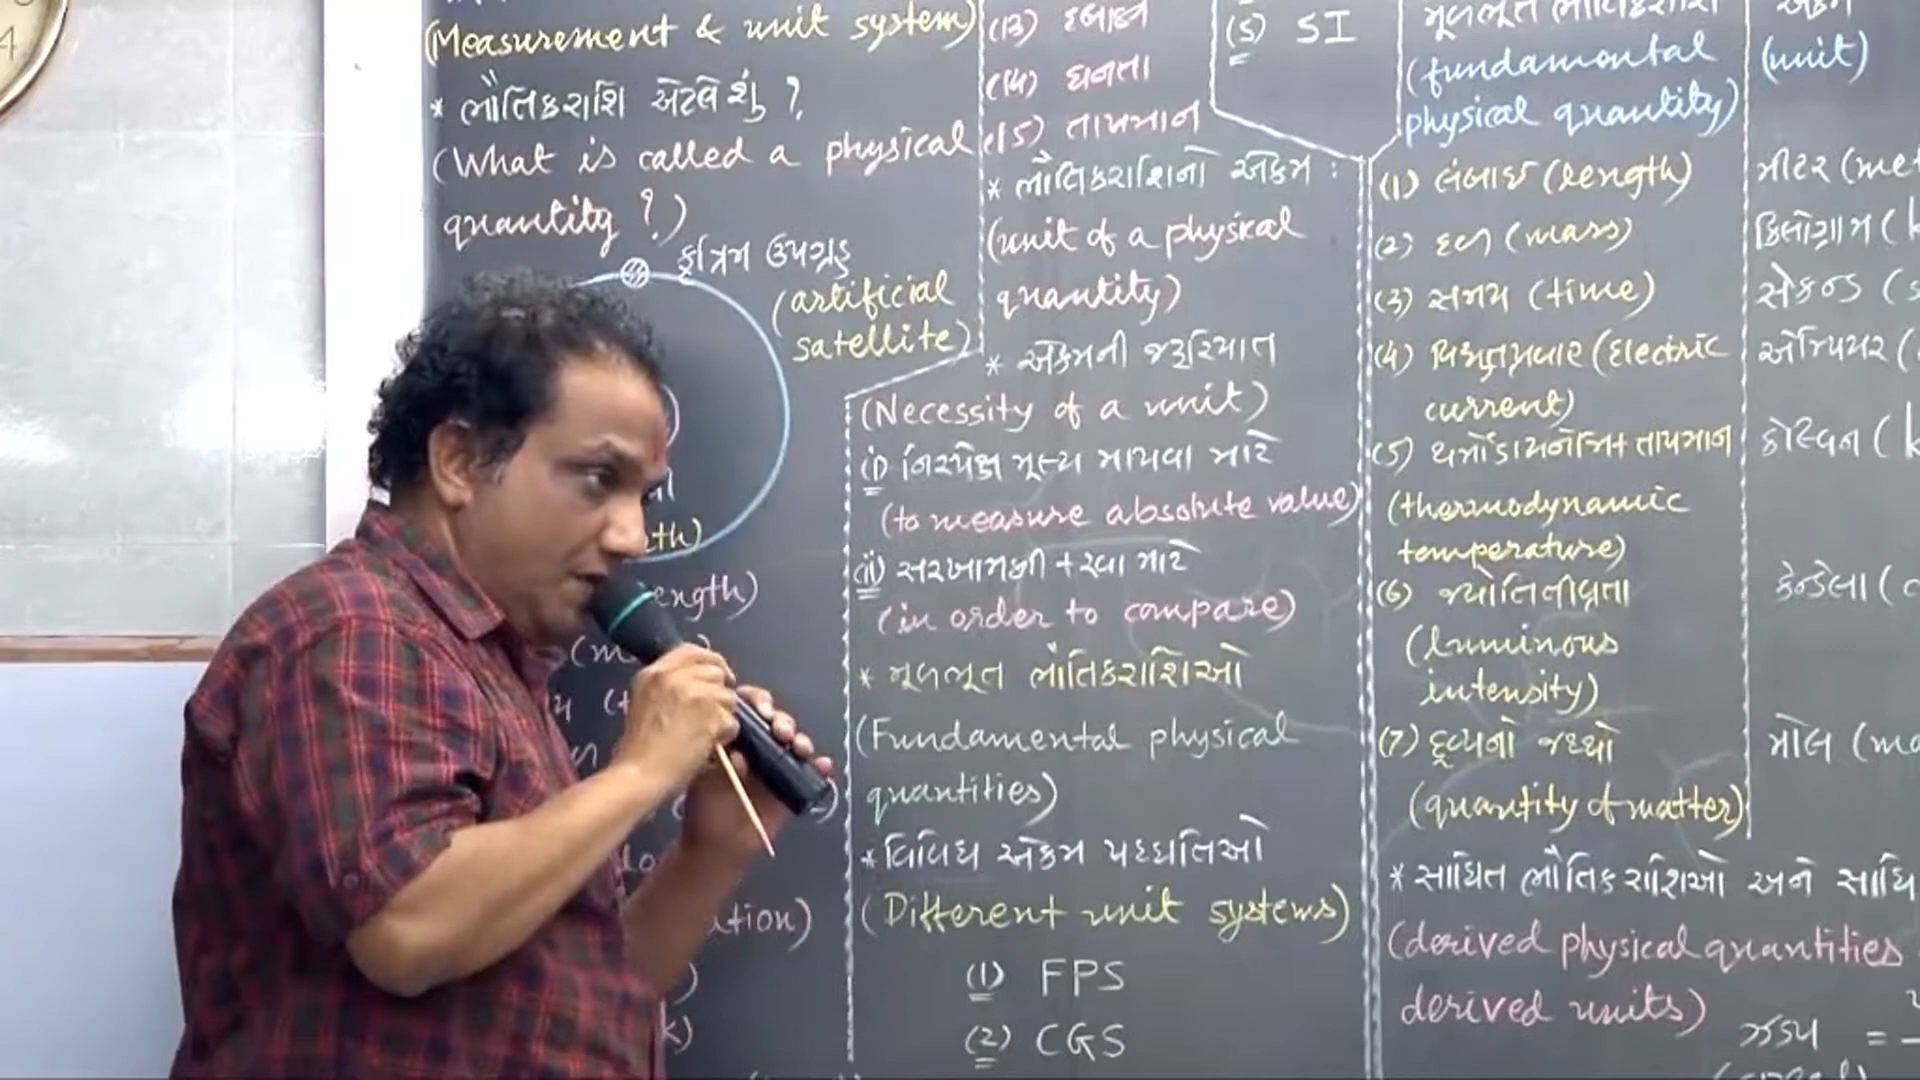 (Measurement & unit system)
* ભૌતિકરાશિ એટલે શું ?
(What is called a physical
quantity ?)
કૃત્રિમ ઉપગ્રહ
(artificial
satellite)
(13) દબાણ
(14) ઘનતા
(15) તાપમાન
* ભૌતિકરાશિનો એકમ :
(unit of a physical
quantity)
* એકમની જરૂરિયાત
(Necessity of a unit)
(i) નિરપેક્ષ મૂલ્ય માપવા માટે
(to measure absolute value)
(ii) સરખામણી કરવા માટે
(in order to compare)
* મૂળભૂત ભૌતિકરાશિઓ
(Fundamental physical
quantities)
* વિવિધ એકમ પધ્ધતિઓ
(Different unit systems)
(1) FPS
(2) CGS
(5) SI
(fundamental
physical quantity)
(1) લંબાઈ (length)
(2) દળ (mass)
(3) સમય (time)
(4) વિદ્યુતપ્રવાહ (Electric
current)
(5) થર્મોડાયનેમિક તાપમાન
(thermodynamic
temperature)
(6) જ્યોતિતીવ્રતા
(luminous
intensity)
(7) દ્રવ્યનો જથ્થો
(quantity of matter)
* સાધિત ભૌતિક રાશિઓ અને સાધિ
(derived physical quantities
derived units)
ઝડપ =
(unit)
મીટર (met
કિલોગ્રામ (k
સેકન્ડ (s
એમ્પિયર (
કેલ્વિન (k
કેન્ડેલા (c
મોલ (mo